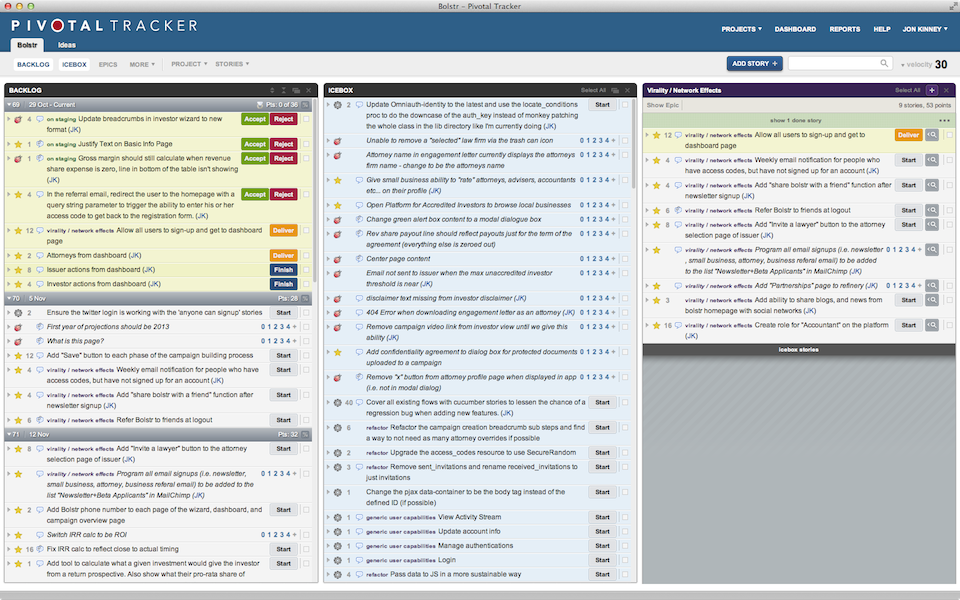 Bolstr – Pivotal Tracker
PIVOTAL TRACKER
PROJECTS ▾ DASHBOARD REPORTS HELP JON KINNEY ▾
Bolstr Ideas
BACKLOG ICEBOX EPICS MORE ▾ PROJECT ▾ STORIES ▾ ADD STORY + velocity 30
BACKLOG
69 29 Oct - Current Pts: 0 of 36
4 on staging Update breadcrumbs in investor wizard to new Accept Reject
format (JK)
1 on staging Justify Text on Basic Info Page Accept Reject
4 on staging Gross margin should still calculate when revenue Accept Reject
share expense is zero, line in bottom of the table isn't showing
(JK)
4 In the referral email, redirect the user to the homepage with a Accept Reject
query string parameter to trigger the ability to enter his or her
access code to get back to the registration form. (JK)
12 virality / network effects Allow all users to sign-up and get to dashboard Deliver
page
2 Attorneys from dashboard (JK) Deliver
8 Issuer actions from dashboard (JK) Finish
4 Investor actions from dashboard (JK) Finish
70 5 Nov Pts: 28
2 Ensure the twitter login is working with the 'anyone can signup' stories Start
First year of projections should be 2013 0 1 2 3 4 +
What is this page? 0 1 2 3 4 +
12 Add "Save" button to each phase of the campaign building process Start
4 virality / network effects Weekly email notification for people who Start
have access codes, but have not signed up for an account (JK)
4 virality / network effects Add "share bolstr with a friend" function after Start
newsletter signup (JK)
6 virality / network effects Refer Bolstr to friends at logout Start
71 12 Nov Pts: 32
8 virality / network effects Add "Invite a lawyer" button to the attorney Start
selection page of issuer (JK)
virality / network effects Program all email signups (i.e. newsletter, 0 1 2 3 4 +
small business, attorney, business referal email) to be added to the
list "Newsletter+Beta Applicants" in MailChimp (JK)
2 Add Bolstr phone number to each page of the wizard, dashboard, and Start
campaign overview page
Switch IRR calc to be ROI 0 1 2 3 4 +
16 Fix IRR calc to reflect close to actual timing Start
1 Add tool to calculate what a given investment would give the investor Start
from a return prospective. Also show what their pro-rata share of
ICEBOX Select All
2 Update Omniauth-identity to the latest and use the locate_conditions Start
proc to do the downcase of the auth_key instead of monkey patching
the whole class in the lib directory like I'm currently doing (JK)
Unable to remove a "selected" law firm via the trash can icon 0 1 2 3 4 +
Attorney name in engagement letter currently displays the attorneys 0 1 2 3 4 +
firm name - change to be the attorneys name
Give small business ability to "rate" attorneys, advisers, accountants 0 1 2 3 4 +
etc... on their profile (JK)
Open Platform for Accredited Investors to browse local businesses 0 1 2 3 4 +
Change green alert box content to a modal dialogue box 0 1 2 3 4 +
Rev share payout line should reflect payouts just for the term of the 0 1 2 3 4 +
agreement (everything else is zeroed out)
Center page content 0 1 2 3 4 +
Email not sent to issuer when the max unaccredited investor 0 1 2 3 4 +
threshold is near (JK)
disclaimer text missing from investor disclaimer (JK) 0 1 2 3 4 +
404 Error when downloading engagement letter as an attorney (JK) 0 1 2 3 4 +
Remove campaign video link from investor view until we give this 0 1 2 3 4 +
ability (JK)
Add confidentiality agreement to dialog box for protected documents 0 1 2 3 4 +
uploaded to a campaign
Remove "x" button from attorney profile page when displayed in app 0 1 2 3 4 +
(i.e. not in modal dialog)
40 Cover all existing flows with cucumber stories to lessen the chance of a Start
regression bug when adding new features. (JK)
6 refactor Refactor the campaign creation breadcrumb sub steps and find Start
a way to not need as many attorney overrides if possible
2 Upgrade the access_codes resource to use SecureRandom Start
3 refactor Remove sent_invitations and rename received_invitations to Start
just invitations
1 Change the pjax data-container to be the body tag instead of the Start
defined ID (if possible)
1 generic user capabilities View Activity Stream Start
1 generic user capabilities Update account info Start
1 generic user capabilities Manage authentications Start
1 generic user capabilities Login Start
4 refactor Pass data to JS in a more sustainable way Start
Virality / Network Effects Select All +
Show Epic 9 stories, 53 points
show 1 done story
12 virality / network effects Allow all users to sign-up and get to Deliver
dashboard page
4 virality / network effects Weekly email notification for people who Start
have access codes, but have not signed up for an account (JK)
4 virality / network effects Add "share bolstr with a friend" function after Start
newsletter signup (JK)
6 virality / network effects Refer Bolstr to friends at logout Start
8 virality / network effects Add "Invite a lawyer" button to the attorney Start
selection page of issuer (JK)
virality / network effects Program all email signups (i.e. newsletter 0 1 2 3 4 +
, small business, attorney, business referral email) to be added
to the list "Newsletter+Beta Applicants" in MailChimp (JK)
Add "Partnerships" page to refinery (JK) 0 1 2 3 4 +
3 Add ability to share blogs, and news from Start
bolstr homepage with social networks (JK)
16 virality / network effects Create role for "Accountant" on the platform Start
(JK)
icebox stories